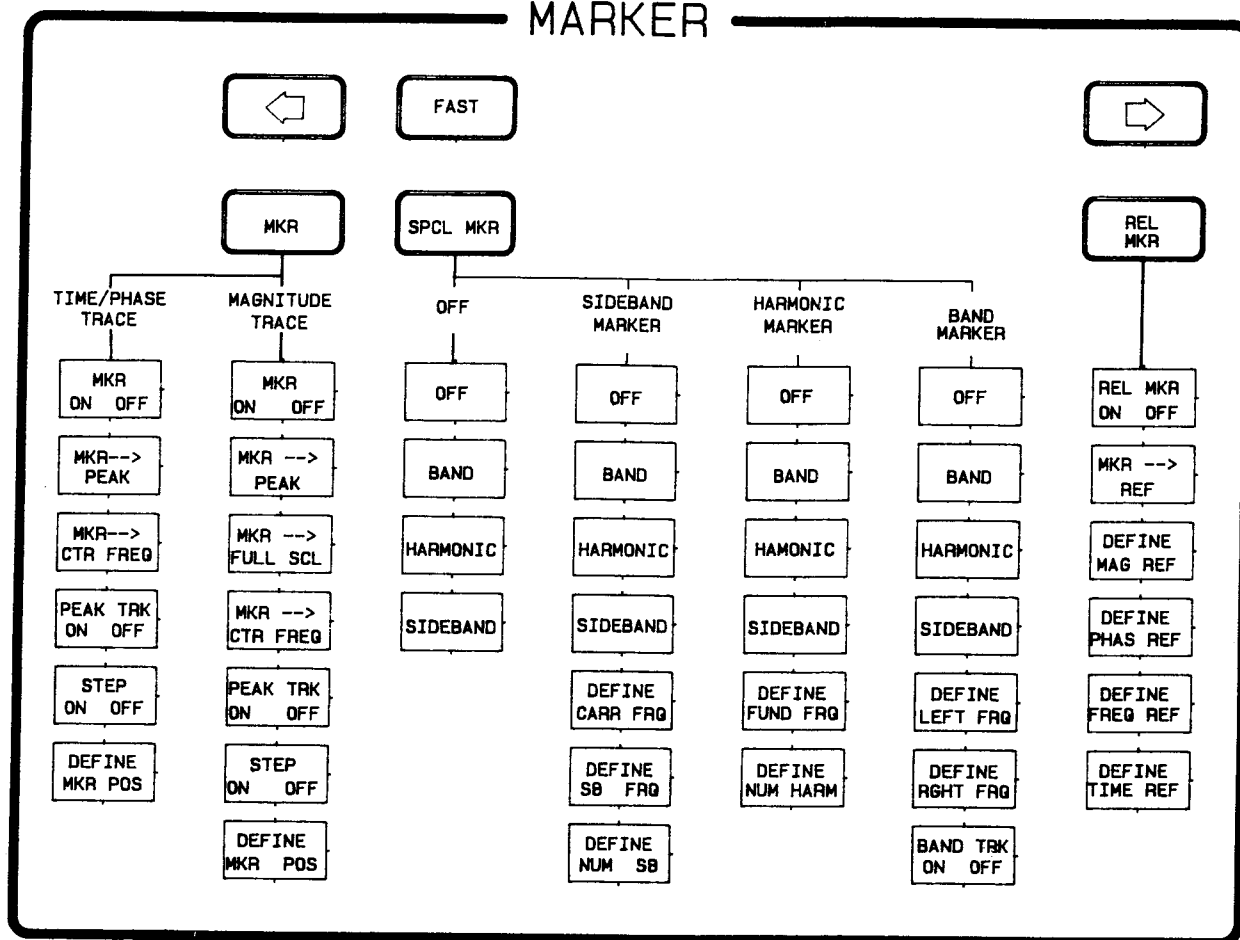 MARKER
FAST
MKR
SPCL MKR
REL
MKR
TIME/PHASE
TRACE
MKR
ON OFF
MKR-->
PEAK
MKR-->
CTR FREQ
PEAK TRK
ON OFF
STEP
ON OFF
DEFINE
MKR POS
MAGNITUDE
TRACE
MKR
ON OFF
MKR -->
PEAK
MKR -->
FULL SCL
MKR -->
CTR FREQ
PEAK TRK
ON OFF
STEP
ON OFF
DEFINE
MKR POS
OFF
OFF
BAND
HARMONIC
SIDEBAND
SIDEBAND
MARKER
OFF
BAND
HARMONIC
SIDEBAND
DEFINE
CARR FRQ
DEFINE
SB FRQ
DEFINE
NUM SB
HARMONIC
MARKER
OFF
BAND
HAMONIC
SIDEBAND
DEFINE
FUND FRQ
DEFINE
NUM HARM
BAND
MARKER
OFF
BAND
HARMONIC
SIDEBAND
DEFINE
LEFT FRQ
DEFINE
RGHT FRQ
BAND TRK
ON OFF
REL MKR
ON OFF
MKR -->
REF
DEFINE
MAG REF
DEFINE
PHAS REF
DEFINE
FREQ REF
DEFINE
TIME REF